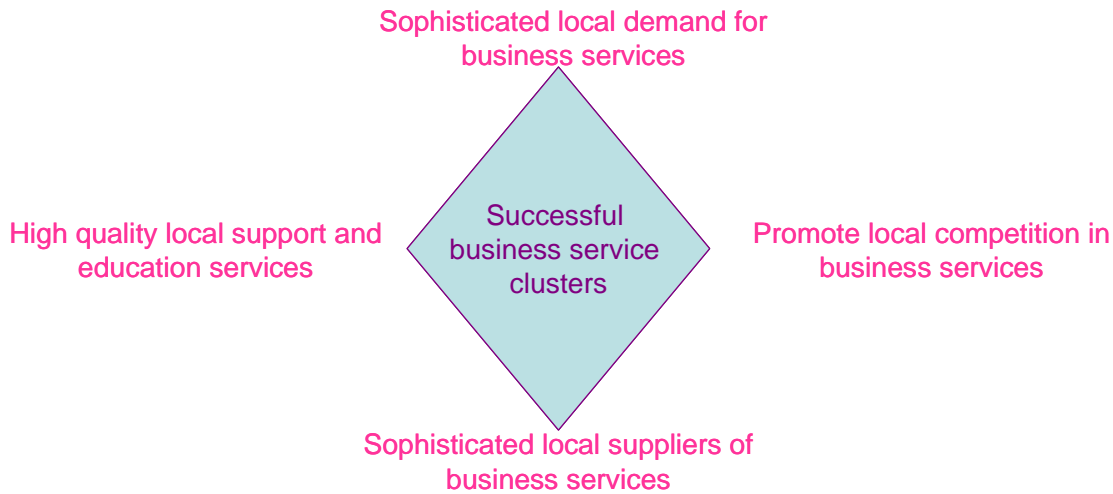 Sophisticated local demand for
business services
High quality local support and
education services
Successful
business service
clusters
Promote local competition in
business services
Sophisticated local suppliers of
business services